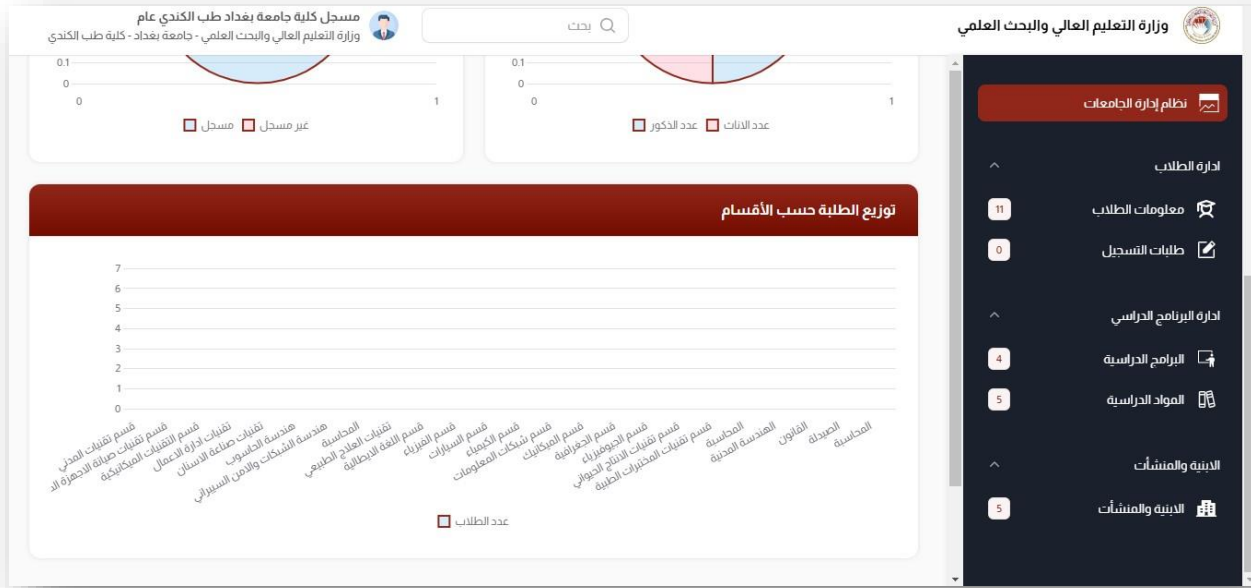 وزارة التعليم العالي والبحث العلمي
بحث
مسجل كلية جامعة بغداد طب الكندي عام
وزارة التعليم العالي والبحث العلمي - جامعة بغداد - كلية طب الكندي
نظام إدارة الجامعات
ادارة الطلاب
معلومات الطلاب 11
طلبات التسجيل 0
ادارة البرنامج الدراسي
البرامج الدراسية 4
المواد الدراسية 5
الابنية والمنشأت
الابنية والمنشأت 5
0.1
0
0 1
عدد الاناث عدد الذكور
0.1
0
0 1
غير مسجل مسجل
توزيع الطلبة حسب الأقسام
7
6
5
4
3
2
1
0
قسم تقنيات المدني
قسم تقنيات صيانة الاجهزة الد
قسم التقنيات الميكانيكية
تقنيات ادارة الاعمال
تقنيات صناعة الاسنان
هندسة الحاسوب
هندسة الشبكات والامن السيبراني
المحاسبة
تقنيات العلاج الطبيعي
قسم اللغة الايطالية
قسم الفيزياء
قسم السيارات
قسم الكيمياء
قسم شبكات المعلومات
قسم الميكانيك
قسم الجغرافية
قسم الجيوفيزياء
قسم تقنيات الانتاج الحيواني
قسم تقنيات المختبرات الطبية
المحاسبة
الهندسة المدنية
القانون
الصيدلة
المحاسبة
عدد الطلاب